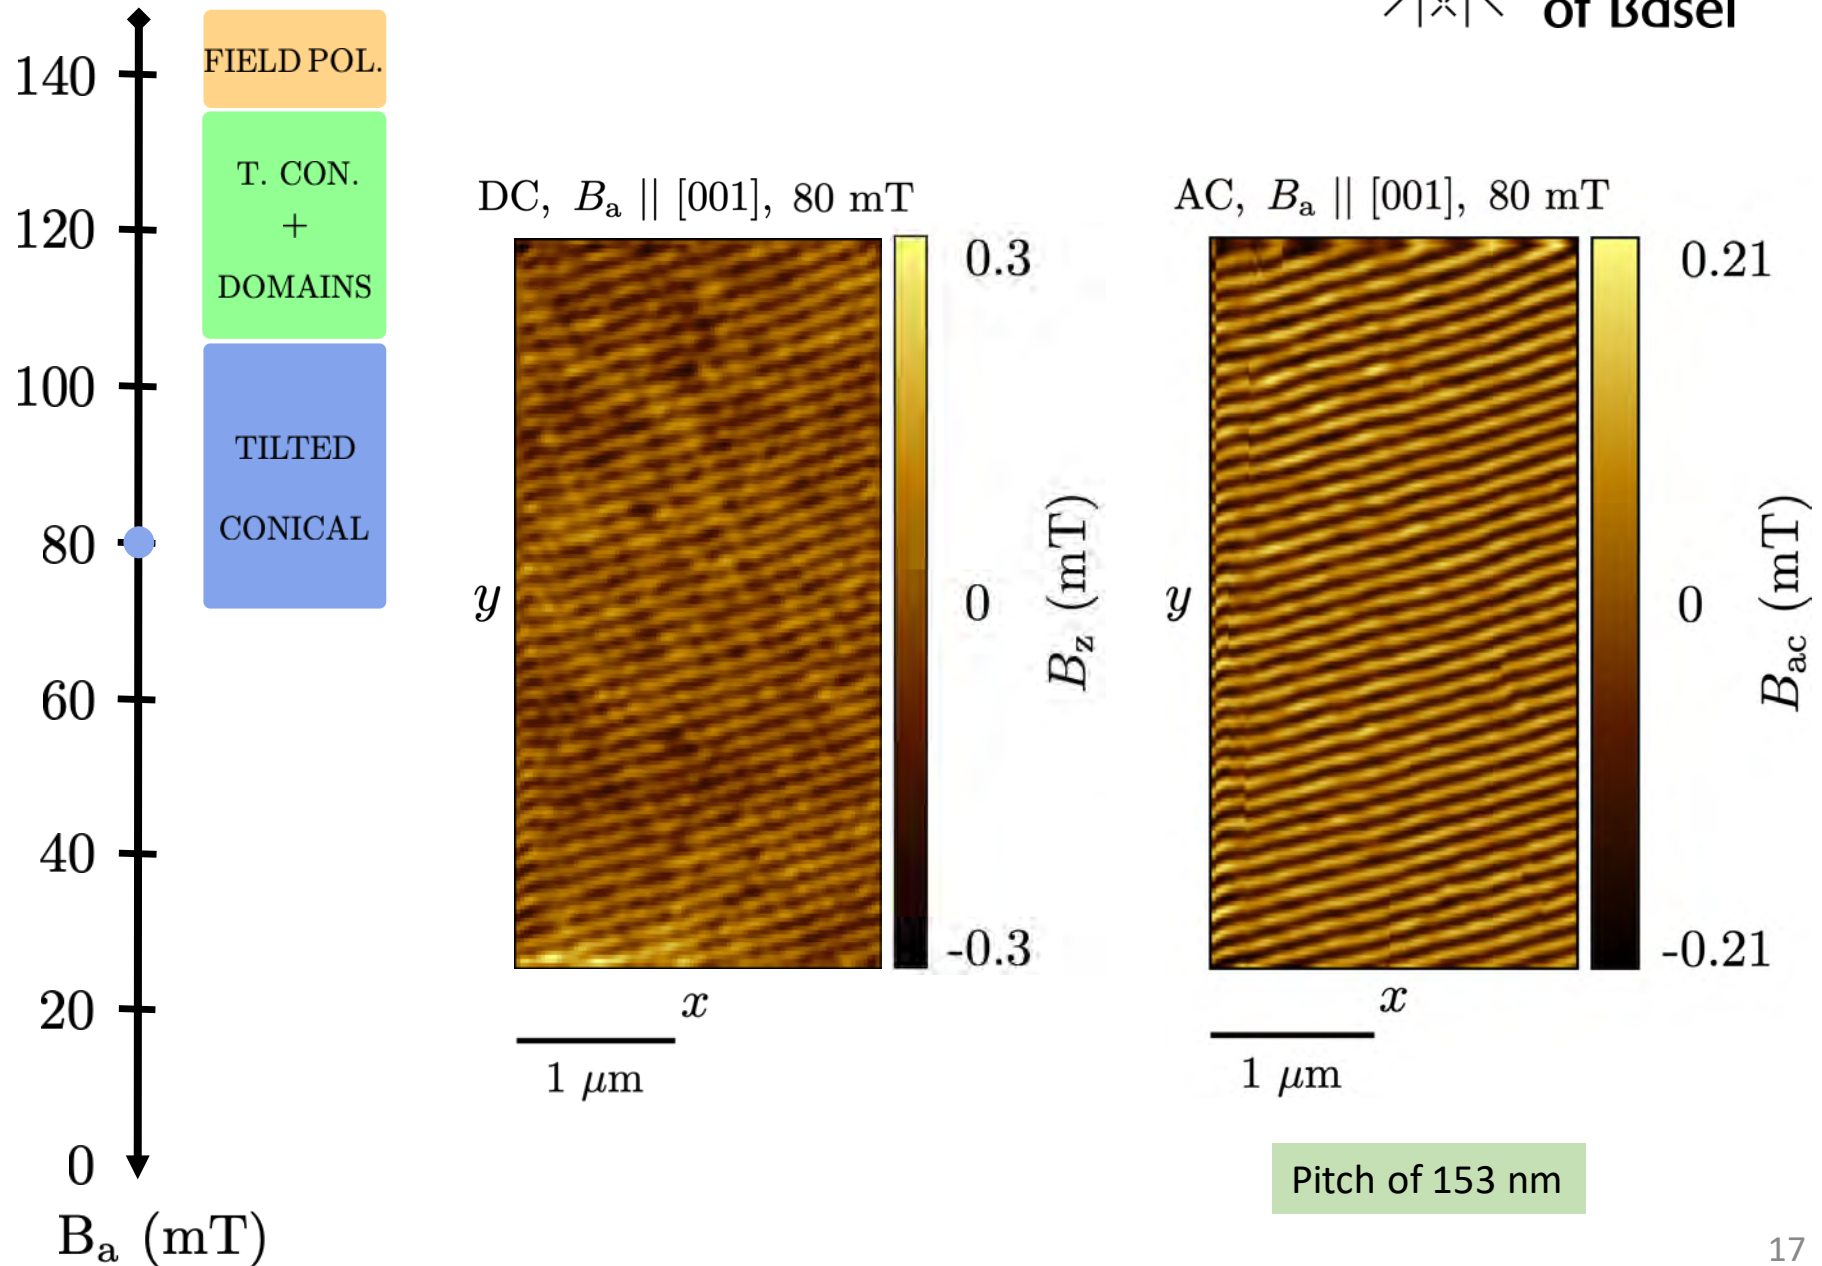 of Basel
140
120
100
80
60
40
20
0
Bₐ (mT)
FIELD POL.
T. CON.
+
DOMAINS
TILTED
CONICAL
DC, Bₐ || [001], 80 mT
0.3
0
-0.3
B_z (mT)
y
x
1 μm
AC, Bₐ || [001], 80 mT
0.21
0
-0.21
B_ac (mT)
y
x
1 μm
Pitch of 153 nm
17